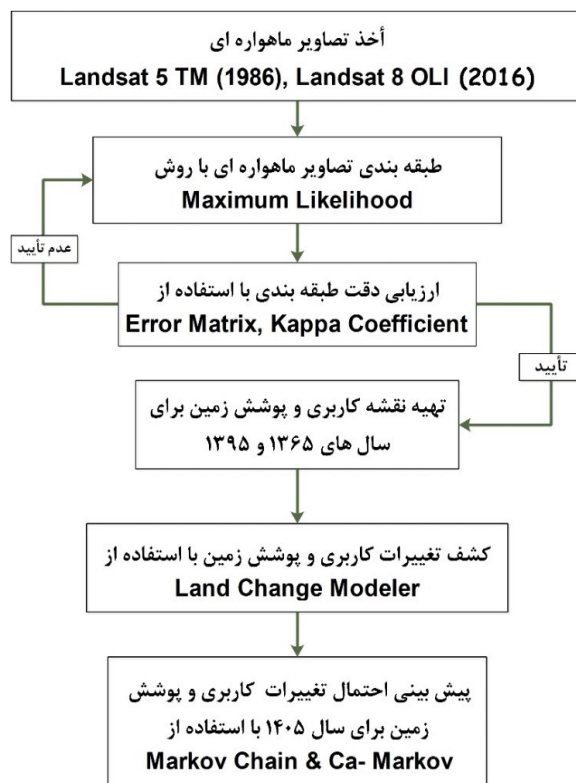 أخذ تصاویر ماهواره ای
Landsat 5 TM (1986), Landsat 8 OLI (2016)
طبقه بندی تصاویر ماهواره ای با روش
Maximum Likelihood
عدم تأیید
ارزیابی دقت طبقه بندی با استفاده از
Error Matrix, Kappa Coefficient
تأیید
تهیه نقشه کاربری و پوشش زمین برای
سال های ۱۳۶۵ و ۱۳۹۵
کشف تغییرات کاربری و پوشش زمین با استفاده از
Land Change Modeler
پیش بینی احتمال تغییرات کاربری و پوشش
زمین برای سال ۱۴۰۵ با استفاده از
Markov Chain & Ca- Markov